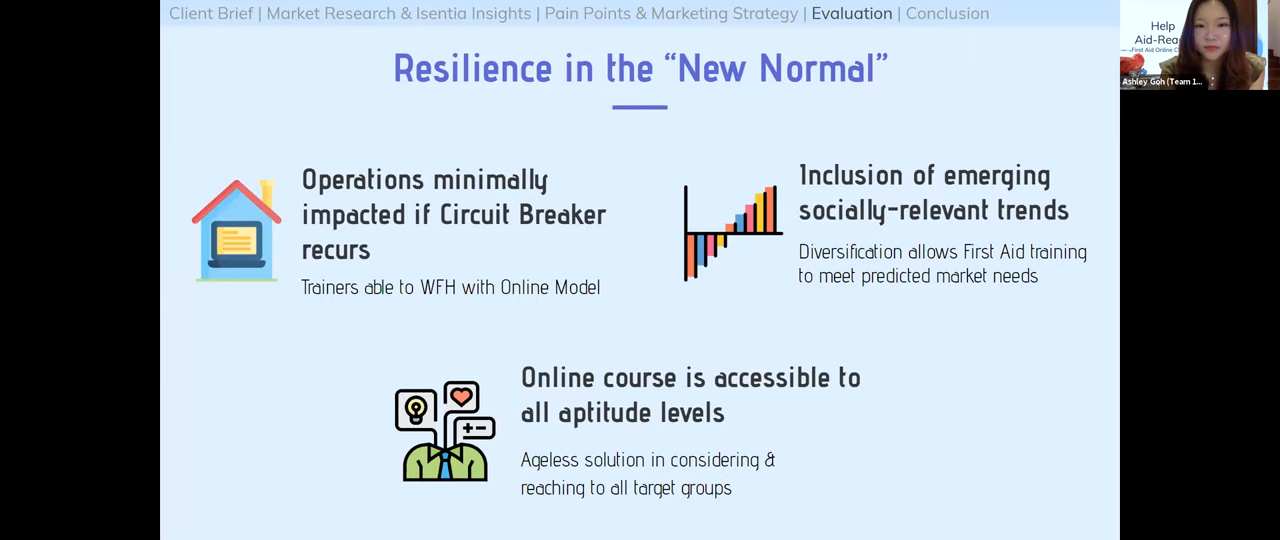 Client Brief | Market Research & Isentia Insights | Pain Points & Marketing Strategy | Evaluation | Conclusion
Resilience in the “New Normal”
Operations minimally
impacted if Circuit Breaker
recurs
Trainers able to WFH with Online Model
Inclusion of emerging
socially-relevant trends
Diversification allows First Aid training
to meet predicted market needs
Online course is accessible to
all aptitude levels
Ageless solution in considering &
reaching to all target groups
Help
First Aid Online
Ashley Goh (Team 1...